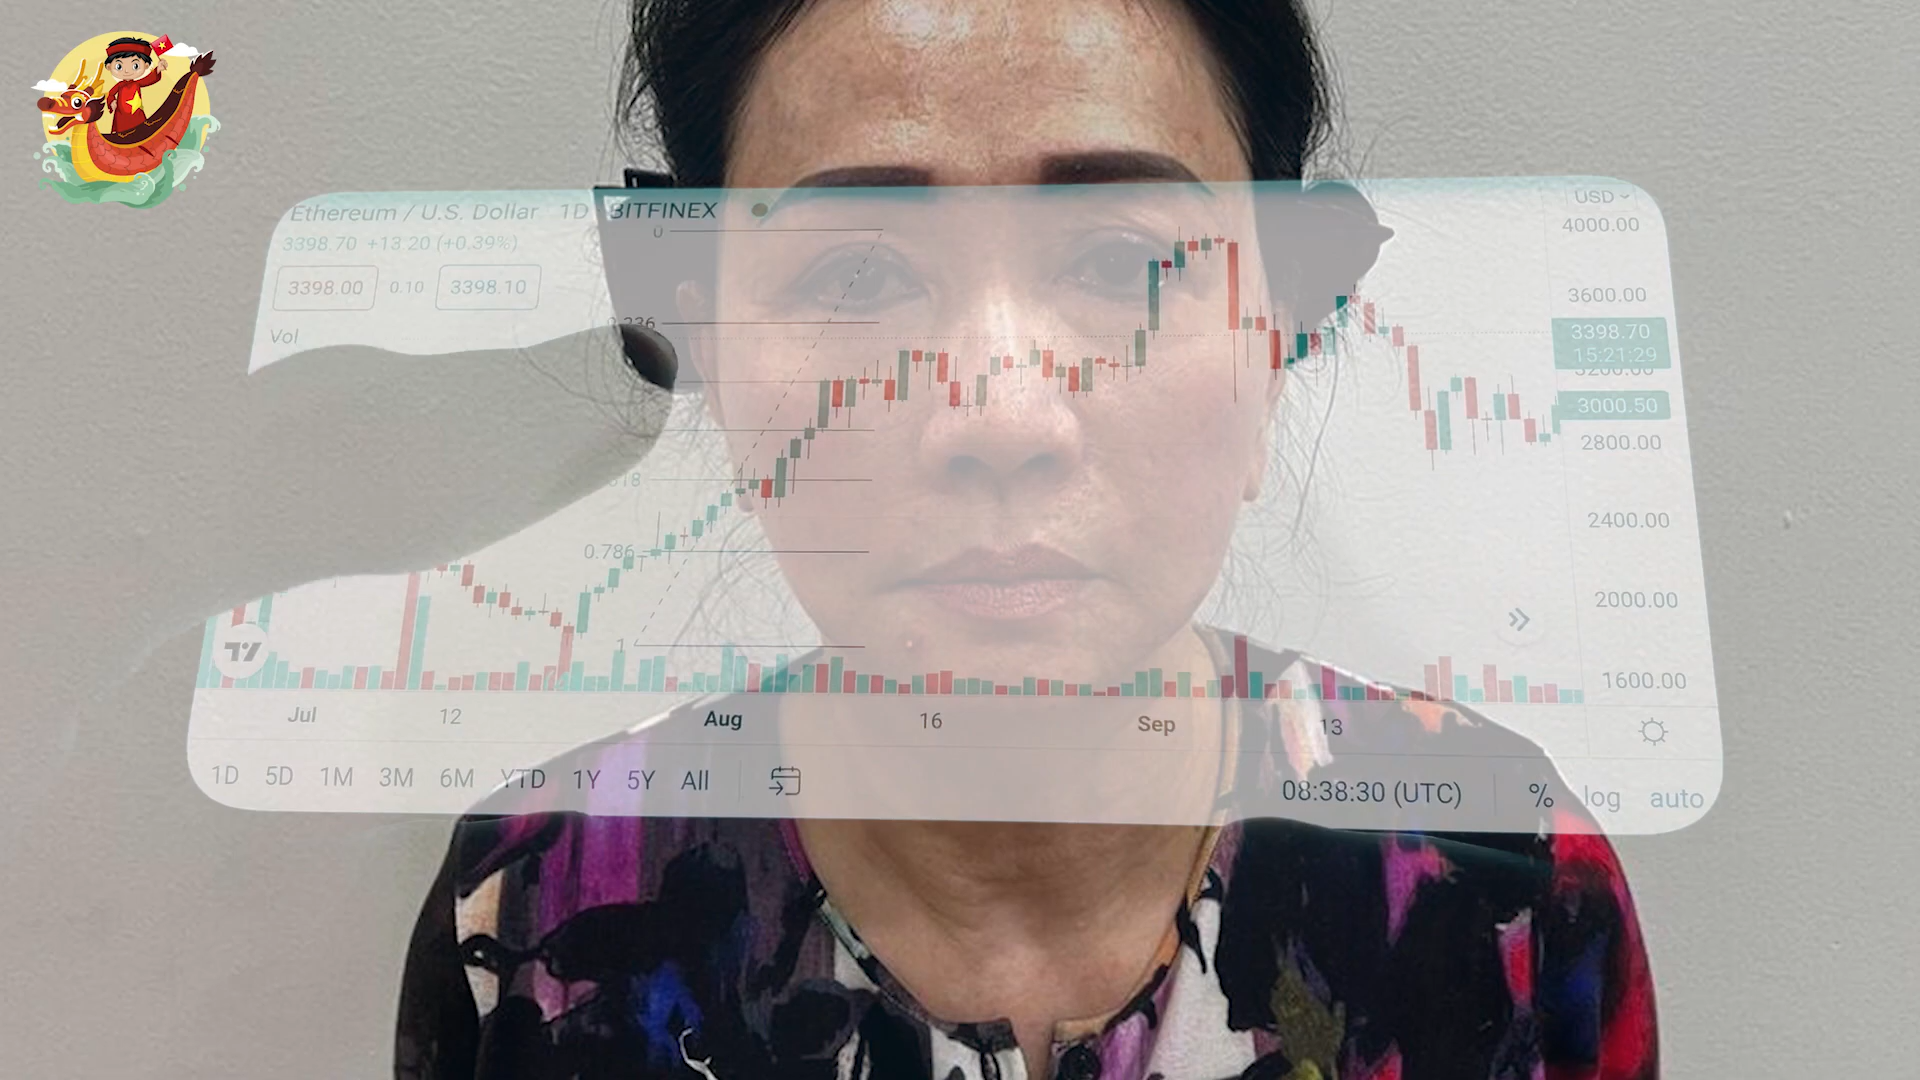 Ethereum / U.S. Dollar 1D BITFINEX
USD
3398.70 +13.20 (+0.39%)
4000.00
3398.00 0.10 3398.10
0
3600.00
Vol
0.236
3398.70
15:21:29
3200.00
3000.50
2800.00
2400.00
0.786
2000.00
1
1600.00
Jul 12 Aug 16 Sep 13
1D 5D 1M 3M 6M YTD 1Y 5Y All
08:38:30 (UTC) % log auto